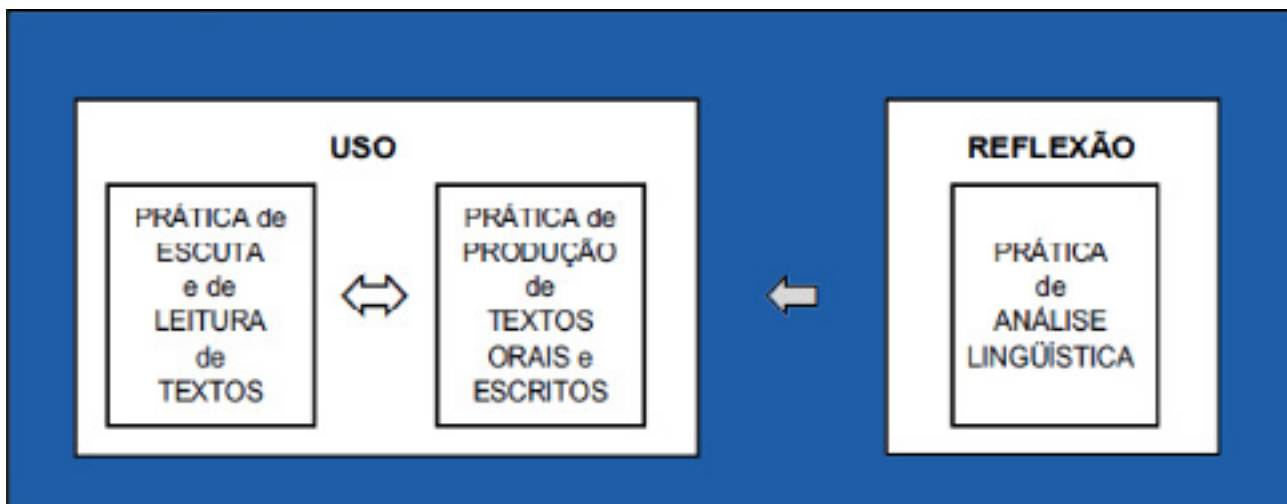 USO
PRÁTICA de
ESCUTA
e de
LEITURA
de
TEXTOS
PRÁTICA de
PRODUÇÃO
de
TEXTOS
ORAIS e
ESCRITOS
REFLEXÃO
PRÁTICA
de
ANÁLISE
LINGÜÍSTICA